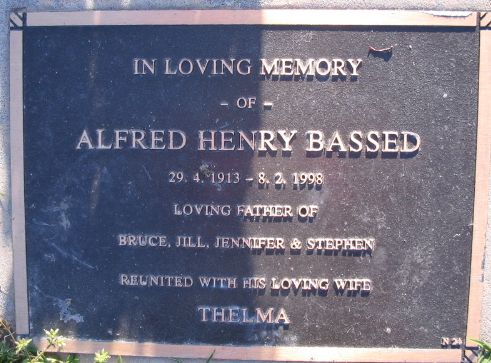 IN LOVING MEMORY
– OF –
ALFRED HENRY BASSED
29. 4. 1913 – 8. 2. 1998
LOVING FATHER OF
BRUCE, JILL, JENNIFER & STEPHEN
REUNITED WITH HIS LOVING WIFE
THELMA